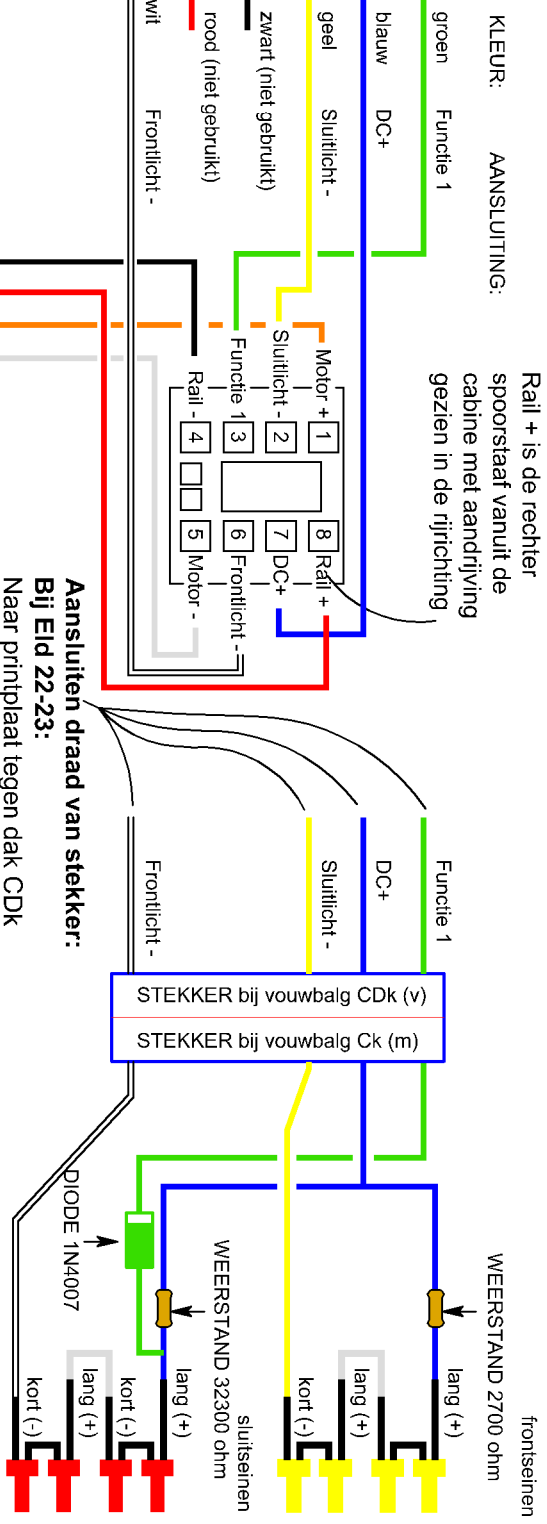 KLEUR: AANSLUITING:
groen Functie 1
blauw DC+
geel Sluitlicht -
zwart (niet gebruikt)
rood (niet gebruikt)
wit Frontlicht -
Rail + is de rechter
spoorstaaf vanuit de
cabine met aandrijving
gezien in de rijrichting
Motor + 1
Sluitlicht - 2
Functie 1 3
Rail - 4
8 Rail +
7 DC+
6 Frontlicht -
5 Motor -
Aansluiten draad van stekker:
Bij Eld 22-23:
Naar printplaat tegen dak CDk
Functie 1
DC+
Sluitlicht -
Frontlicht -
STEKKER bij vouwbalg CDk (v)
STEKKER bij vouwbalg Ck (m)
DIODE 1N4007
WEERSTAND 2700 ohm
WEERSTAND 32300 ohm
frontseinen
lang (+)
lang (+)
kort (-)
sluitseinen
lang (+)
kort (-)
lang (+)
kort (-)